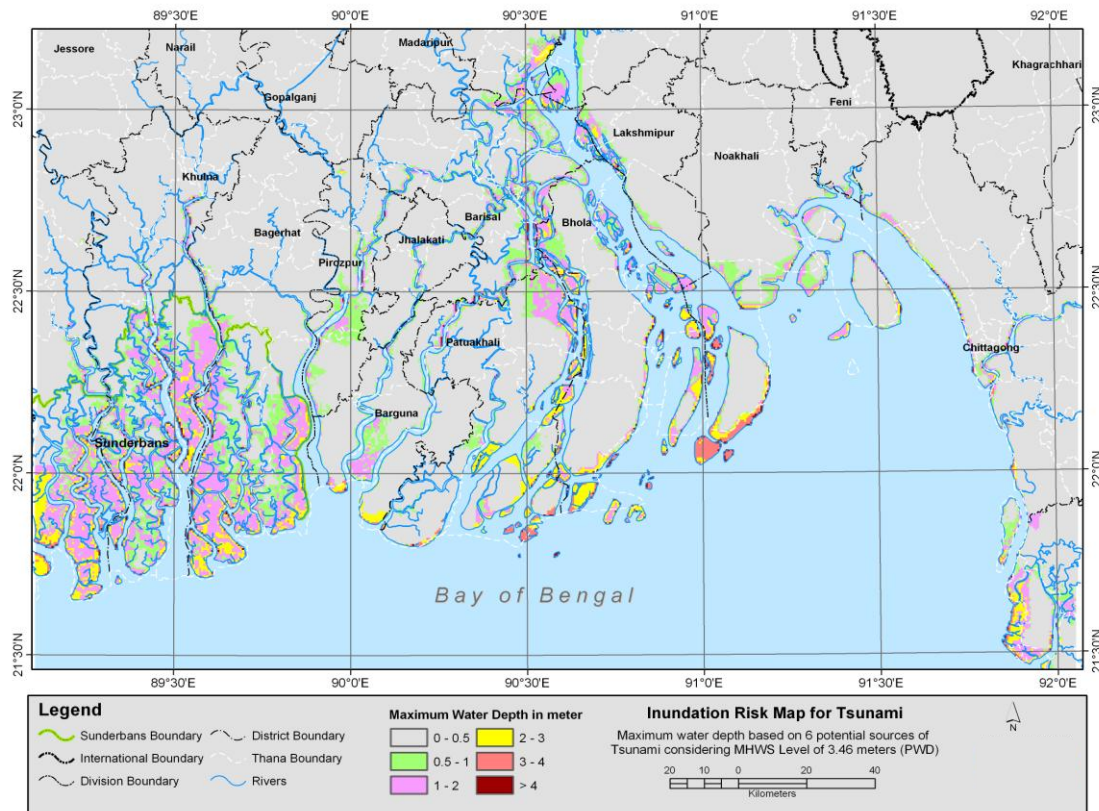 89°30'E 90°0'E 90°30'E 91°0'E 91°30'E 92°0'E
Jessore
Narail
Madaripur
Khagrachhari
Gopalganj
Feni
23°0'N
23°0'N
Lakshmipur
Noakhali
Khulna
Barisal
Bhola
Bagerhat
Jhalakati
Pirozpur
22°30'N
22°30'N
Patuakhali
Chittagong
Barguna
Sunderbans
22°0'N
22°0'N
Bay of Bengal
21°30'N
21°30'N
89°30'E 90°0'E 90°30'E 91°0'E 91°30'E 92°0'E
Legend
Sunderbans Boundary
International Boundary
Division Boundary
District Boundary
Thana Boundary
Rivers
Maximum Water Depth in meter
0 - 0.5
0.5 - 1
1 - 2
2 - 3
3 - 4
> 4
Inundation Risk Map for Tsunami
Maximum water depth based on 6 potential sources of
Tsunami considering MHWS Level of 3.46 meters (PWD)
N
20 10 0 20 40
Kilometers